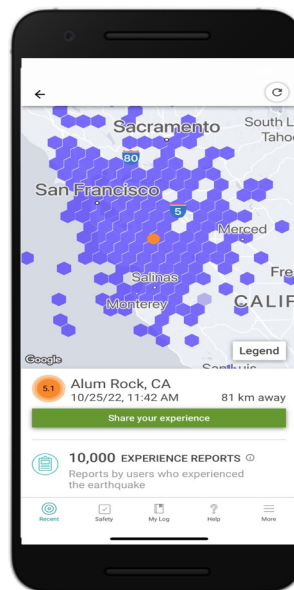 Sacramento
South L
Taho
80
San Francisco
5
Merced
Salinas
Fre
Monterey
CALIF
Google
Legend
5.1
Alum Rock, CA
10/25/22, 11:42 AM
81 km away
Share your experience
10,000 EXPERIENCE REPORTS
Reports by users who experienced
the earthquake
Recent
Safety
My Log
Help
More